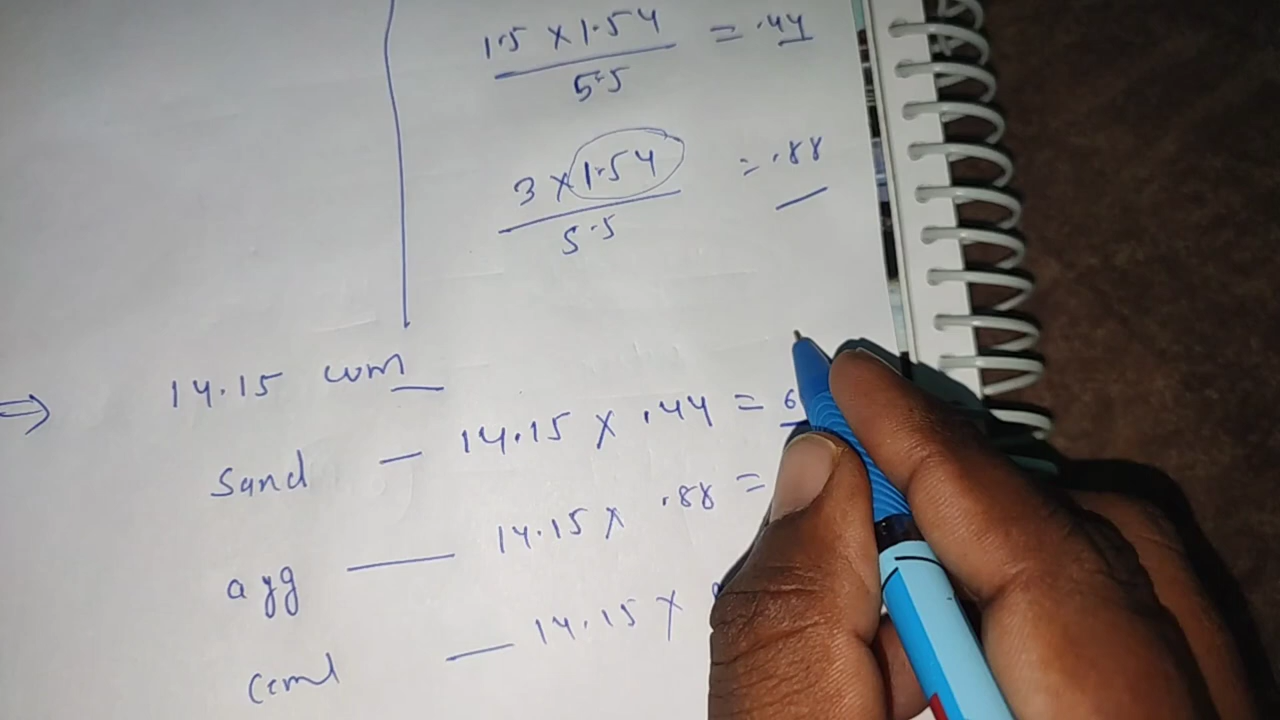 1.5 × 1.54 = .44
5.5
3 × 1.54 = .88
5.5
⇒ 14.15 cum
Sand — 14.15 × .44 = 6
agg — 14.15 × .88 =
Ceml — 14.15 ×